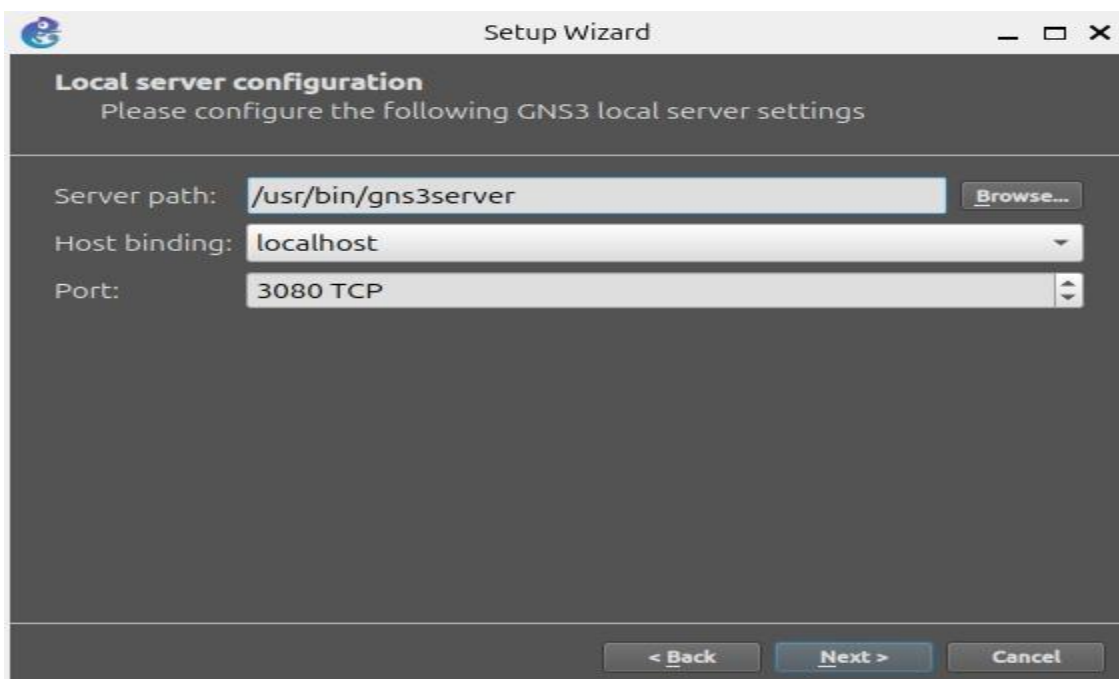 Setup Wizard
Local server configuration
Please configure the following GNS3 local server settings
Server path: /usr/bin/gns3server Browse...
Host binding: localhost
Port: 3080 TCP
< Back Next > Cancel